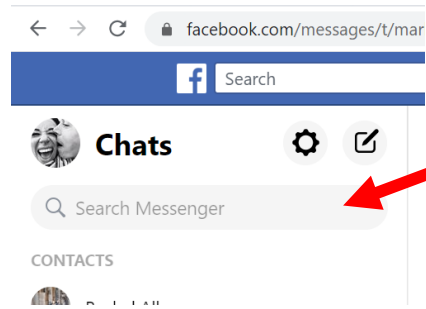 facebook.com/messages/t/mar
f Search
Chats
Search Messenger
CONTACTS